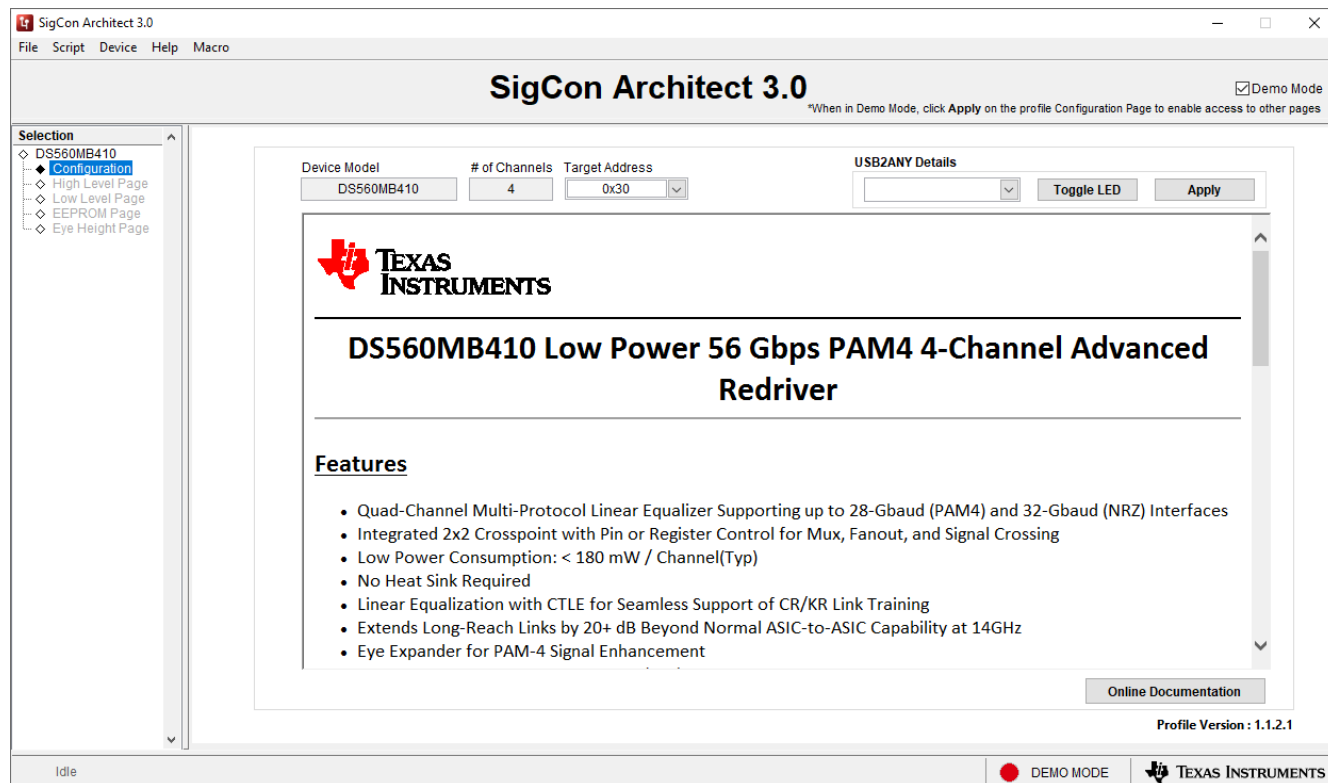 SigCon Architect 3.0
File Script Device Help Macro
SigCon Architect 3.0
Demo Mode
*When in Demo Mode, click Apply on the profile Configuration Page to enable access to other pages
Selection
DS560MB410
Configuration
High Level Page
Low Level Page
EEPROM Page
Eye Height Page
Device Model # of Channels Target Address
DS560MB410 4 0x30
USB2ANY Details
Toggle LED Apply
TEXAS
INSTRUMENTS
DS560MB410 Low Power 56 Gbps PAM4 4-Channel Advanced
Redriver
Features
• Quad-Channel Multi-Protocol Linear Equalizer Supporting up to 28-Gbaud (PAM4) and 32-Gbaud (NRZ) Interfaces
• Integrated 2x2 Crosspoint with Pin or Register Control for Mux, Fanout, and Signal Crossing
• Low Power Consumption: < 180 mW / Channel(Typ)
• No Heat Sink Required
• Linear Equalization with CTLE for Seamless Support of CR/KR Link Training
• Extends Long-Reach Links by 20+ dB Beyond Normal ASIC-to-ASIC Capability at 14GHz
• Eye Expander for PAM-4 Signal Enhancement
Online Documentation
Profile Version : 1.1.2.1
Idle
DEMO MODE
TEXAS INSTRUMENTS